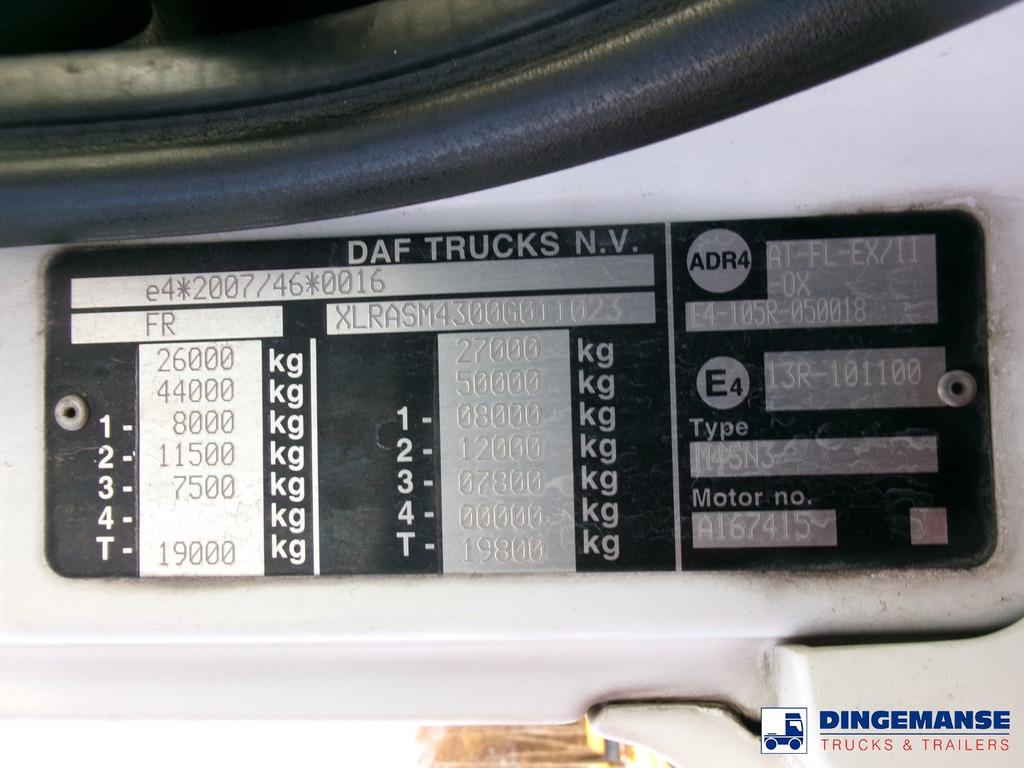 DAF TRUCKS N.V.
e4*2007/46*0016
FR XLRASM4300G011023
26000 kg 27000 kg
44000 kg 50000 kg
1- 8000 kg 1- 08000 kg
2- 11500 kg 2- 12000 kg
3- 7500 kg 3- 07800 kg
4- kg 4- 00000 kg
T- 19000 kg T- 19800 kg
ADR4 AT-FL-EX/II
-OX
E4-105R-050018
E4 13R-101100
Type
M45N3
Motor no.
A167415
DINGEMANSE
TRUCKS & TRAILERS